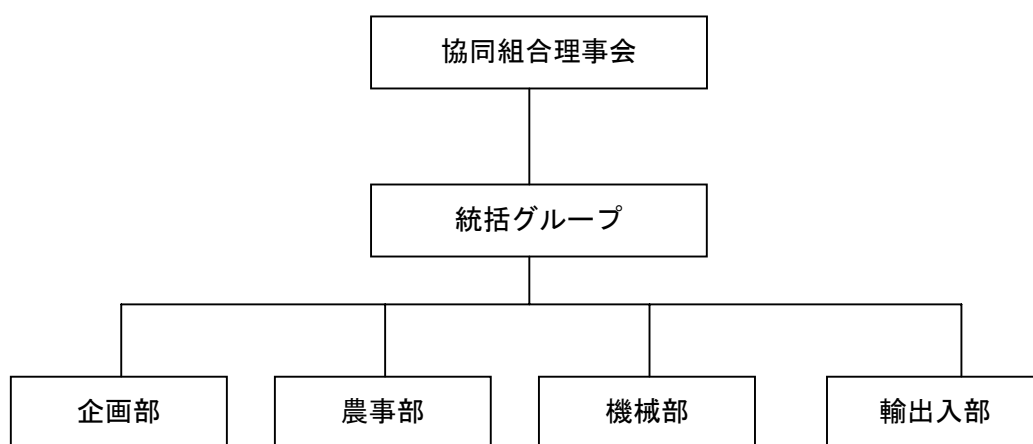 協同組合理事会
統括グループ
企画部
農事部
機械部
輸出入部